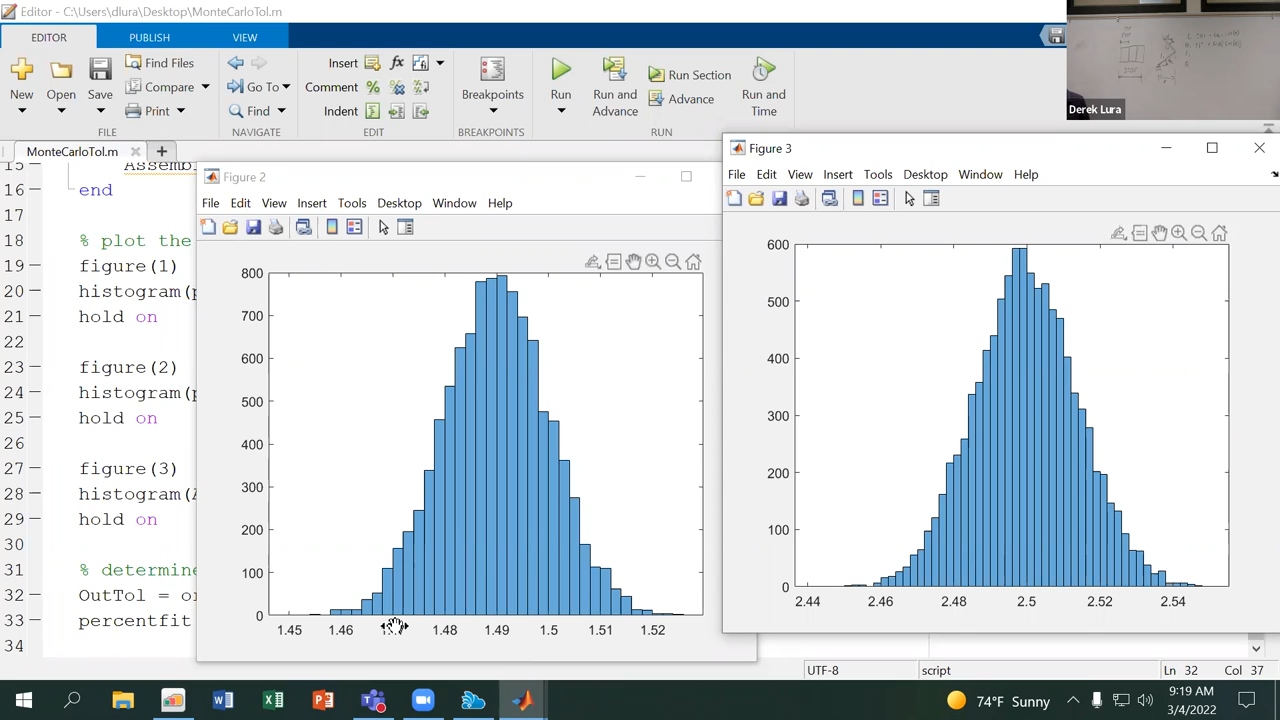 Editor - C:\Users\dlura\Desktop\MonteCarloTol.m
EDITOR PUBLISH VIEW
New Open Save Find Files Compare Print
FILE
Go To Find
NAVIGATE
Insert fx
Comment
Indent
EDIT
Breakpoints
BREAKPOINTS
Run Run and Advance Run Section Advance Run and Time
RUN
Derek Lura
MonteCarloTol.m
15 Assembl
16 end
17
18 % plot the
19 figure(1)
20 histogram(p
21 hold on
22
23 figure(2)
24 histogram(p
25 hold on
26
27 figure(3)
28 histogram(A
29 hold on
30
31 % determine
32 OutTol = o
33 percentfit
34
Figure 2
File Edit View Insert Tools Desktop Window Help
800
700
600
500
400
300
200
100
0
1.45 1.46 1.48 1.49 1.5 1.51 1.52
Figure 3
File Edit View Insert Tools Desktop Window Help
600
500
400
300
200
100
0
2.44 2.46 2.48 2.5 2.52 2.54
UTF-8 script Ln 32 Col 37
74°F Sunny
9:19 AM
3/4/2022